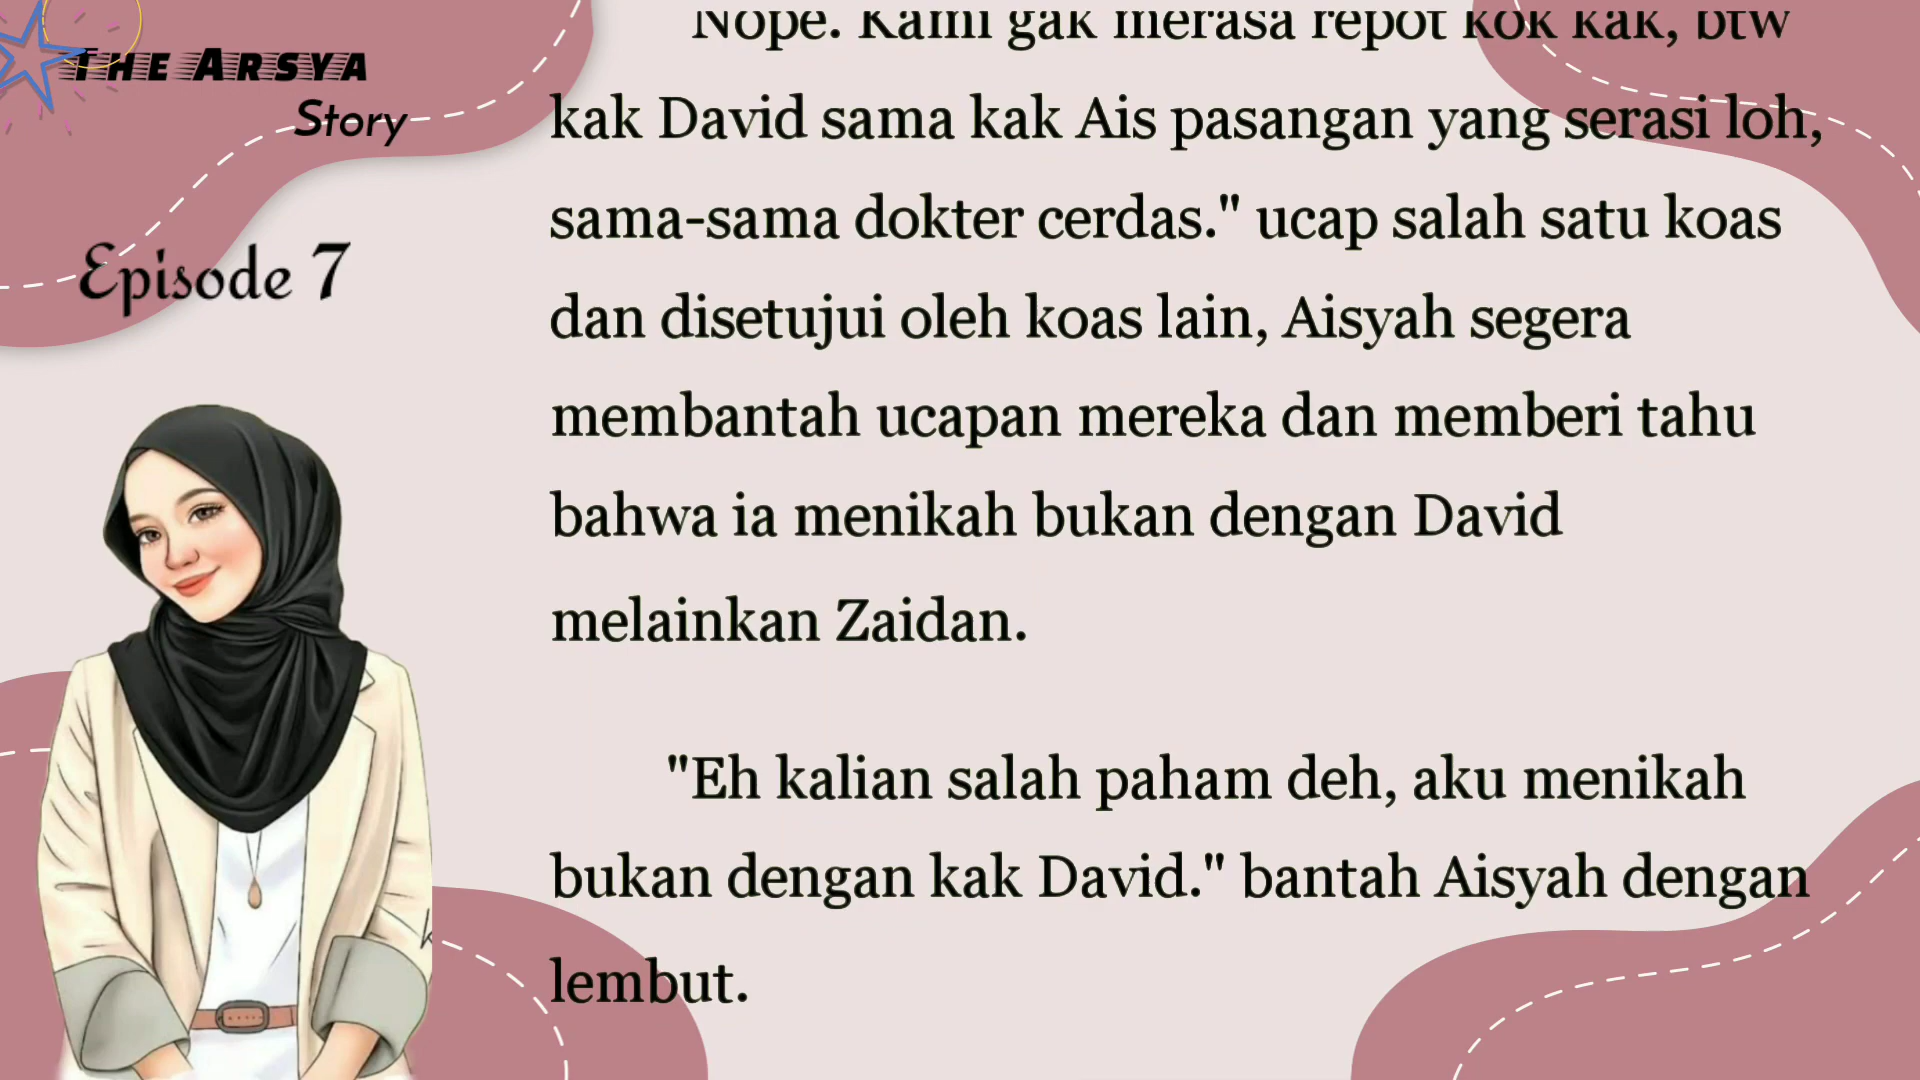 The Arsya
Story
Episode 7
Nope. Kami gak merasa repot kok kak, btw
kak David sama kak Ais pasangan yang serasi loh,
sama-sama dokter cerdas." ucap salah satu koas
dan disetujui oleh koas lain, Aisyah segera
membantah ucapan mereka dan memberi tahu
bahwa ia menikah bukan dengan David
melainkan Zaidan.
"Eh kalian salah paham deh, aku menikah
bukan dengan kak David." bantah Aisyah dengan
lembut.